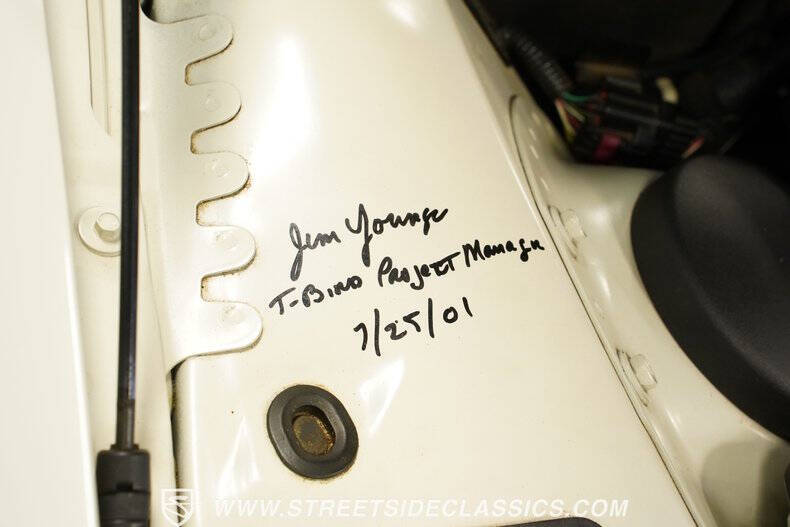 Jim Younge
T-Bird Project Manager
7/25/01
WWW.STREETSIDECLASSICS.COM